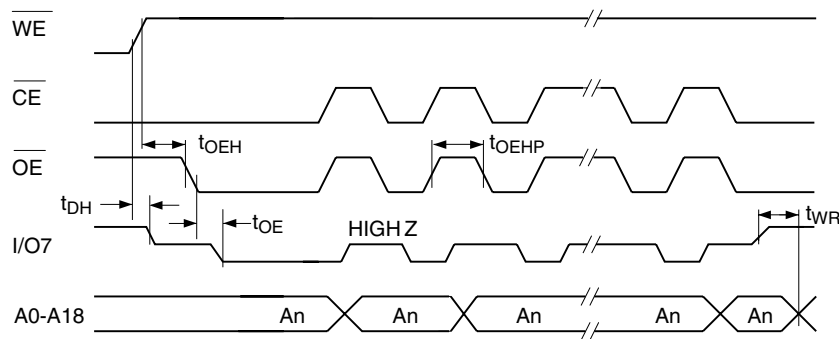 WE
CE
tOEH
tOEHP
OE
tDH
tOE
tWR
I/O7
HIGH Z
A0-A18
An An An An An